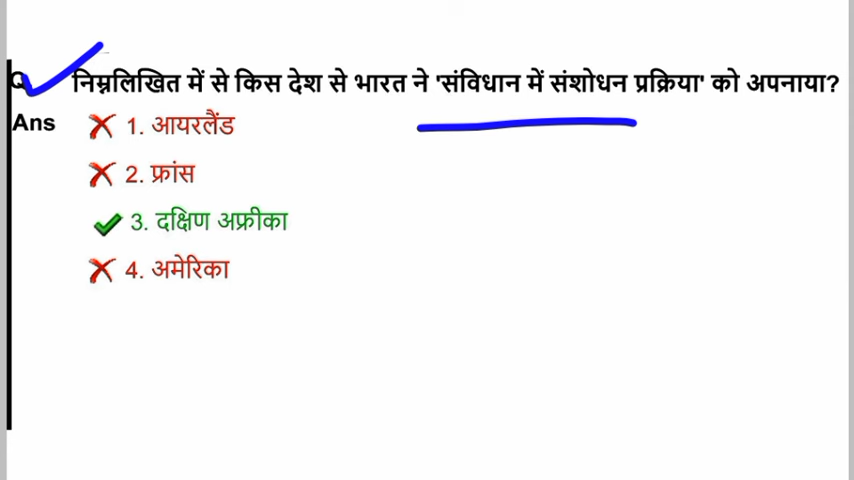 Q निम्नलिखित में से किस देश से भारत ने 'संविधान में संशोधन प्रक्रिया' को अपनाया?
Ans 1. आयरलैंड
2. फ्रांस
3. दक्षिण अफ्रीका
4. अमेरिका